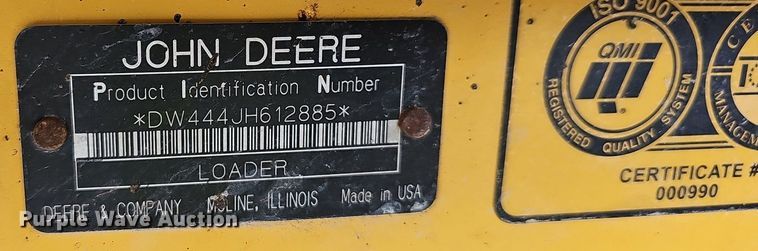 JOHN DEERE
Product Identification Number
*DW444JH612885*
LOADER
DEERE & COMPANY MOLINE, ILLINOIS Made in USA
ISO 9001
QMI
REGISTERED QUALITY SYSTEM
CERTIFICATE #
000990
Purple Wave Auction